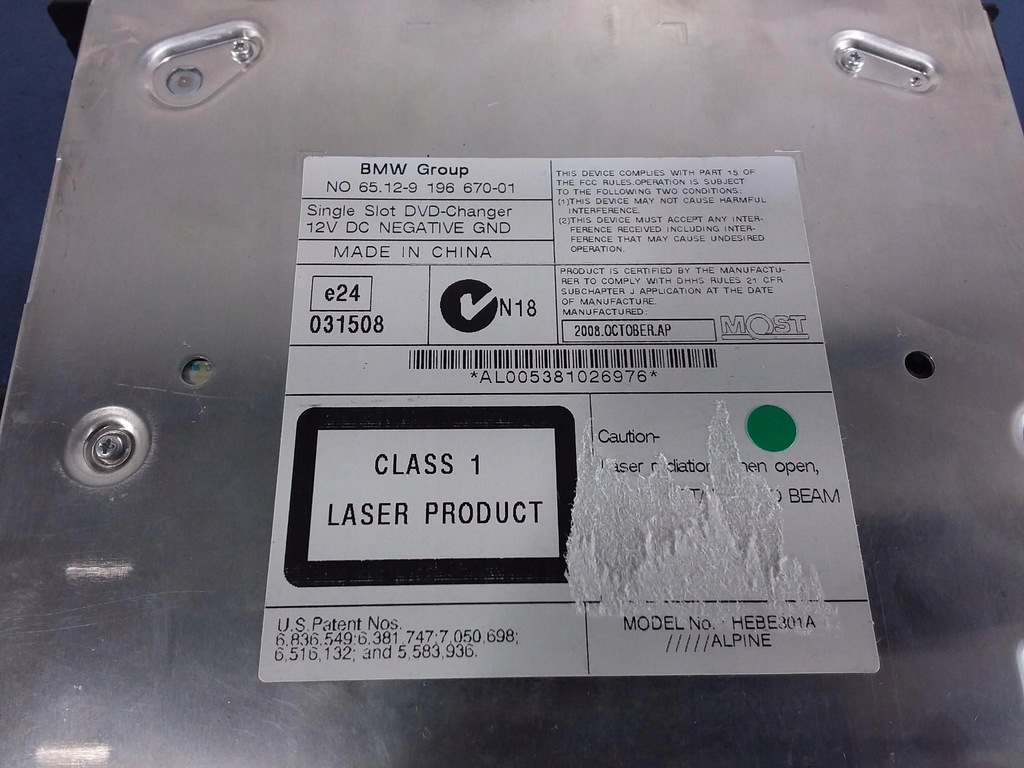 BMW Group
NO 65.12-9 196 670-01
Single Slot DVD-Changer
12V DC NEGATIVE GND
MADE IN CHINA
THIS DEVICE COMPLIES WITH PART 15 OF
THE FCC RULES.OPERATION IS SUBJECT
TO THE FOLLOWING TWO CONDITIONS:
(1)THIS DEVICE MAY NOT CAUSE HARMFUL
INTERFERENCE.
(2)THIS DEVICE MUST ACCEPT ANY INTER-
FERENCE RECEIVED INCLUDING INTER-
FERENCE THAT MAY CAUSE UNDESIRED
OPERATION.
e24
031508
N18
PRODUCT IS CERTIFIED BY THE MANUFACTU-
RER TO COMPLY WITH DHHS RULES 21 CFR
SUBCHAPTER J APPLICATION AT THE DATE
OF MANUFACTURE.
MANUFACTURED:
2008.OCTOBER.AP
MOST
*AL005381026976*
CLASS 1
LASER PRODUCT
Caution-
open,
BEAM
U.S.Patent Nos.
6,836,549;6,381,747;7,050,698;
6,516,132; and 5,583,936.
MODEL No. : HEBE301A
/////ALPINE